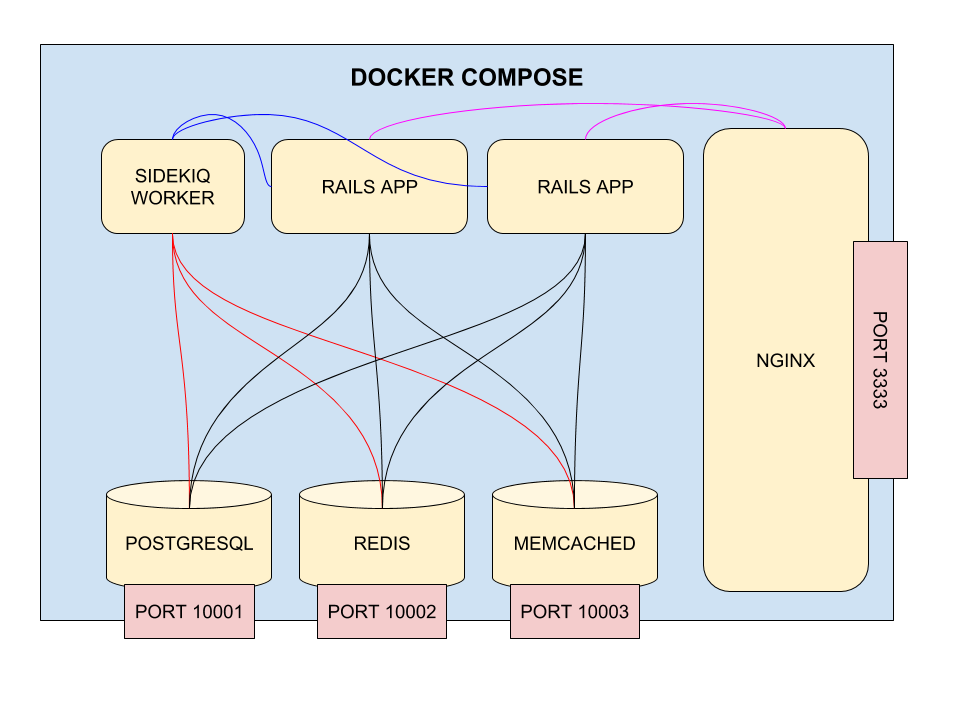 DOCKER COMPOSE
SIDEKIQ
WORKER
RAILS APP
RAILS APP
NGINX
PORT 3333
POSTGRESQL
REDIS
MEMCACHED
PORT 10001
PORT 10002
PORT 10003